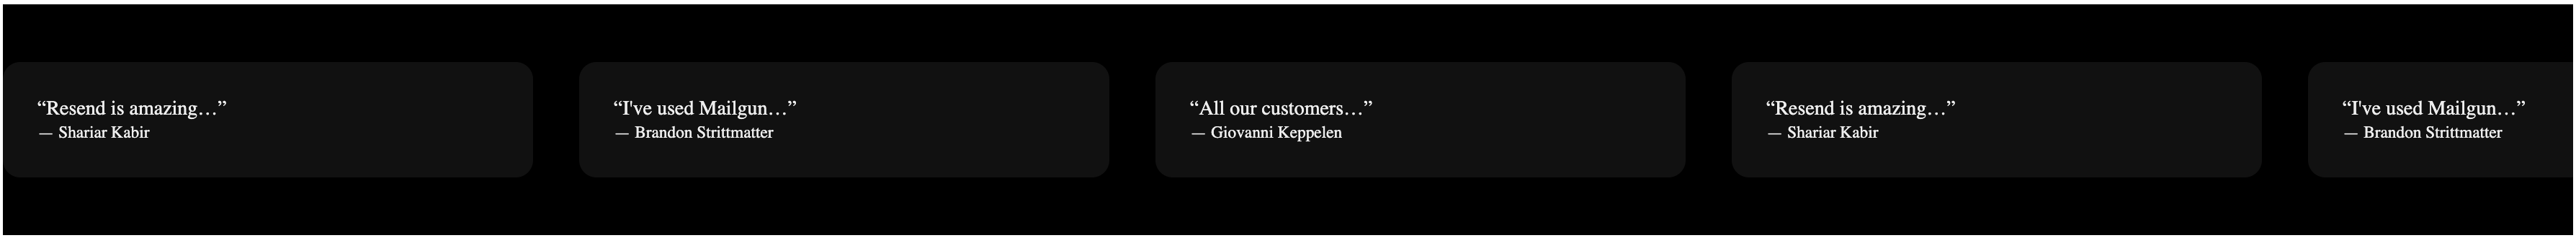 “Resend is amazing…”
— Shariar Kabir
“I've used Mailgun…”
— Brandon Strittmatter
“All our customers…”
— Giovanni Keppelen
“Resend is amazing…”
— Shariar Kabir
“I've used Mailgun…”
— Brandon Strittmatter